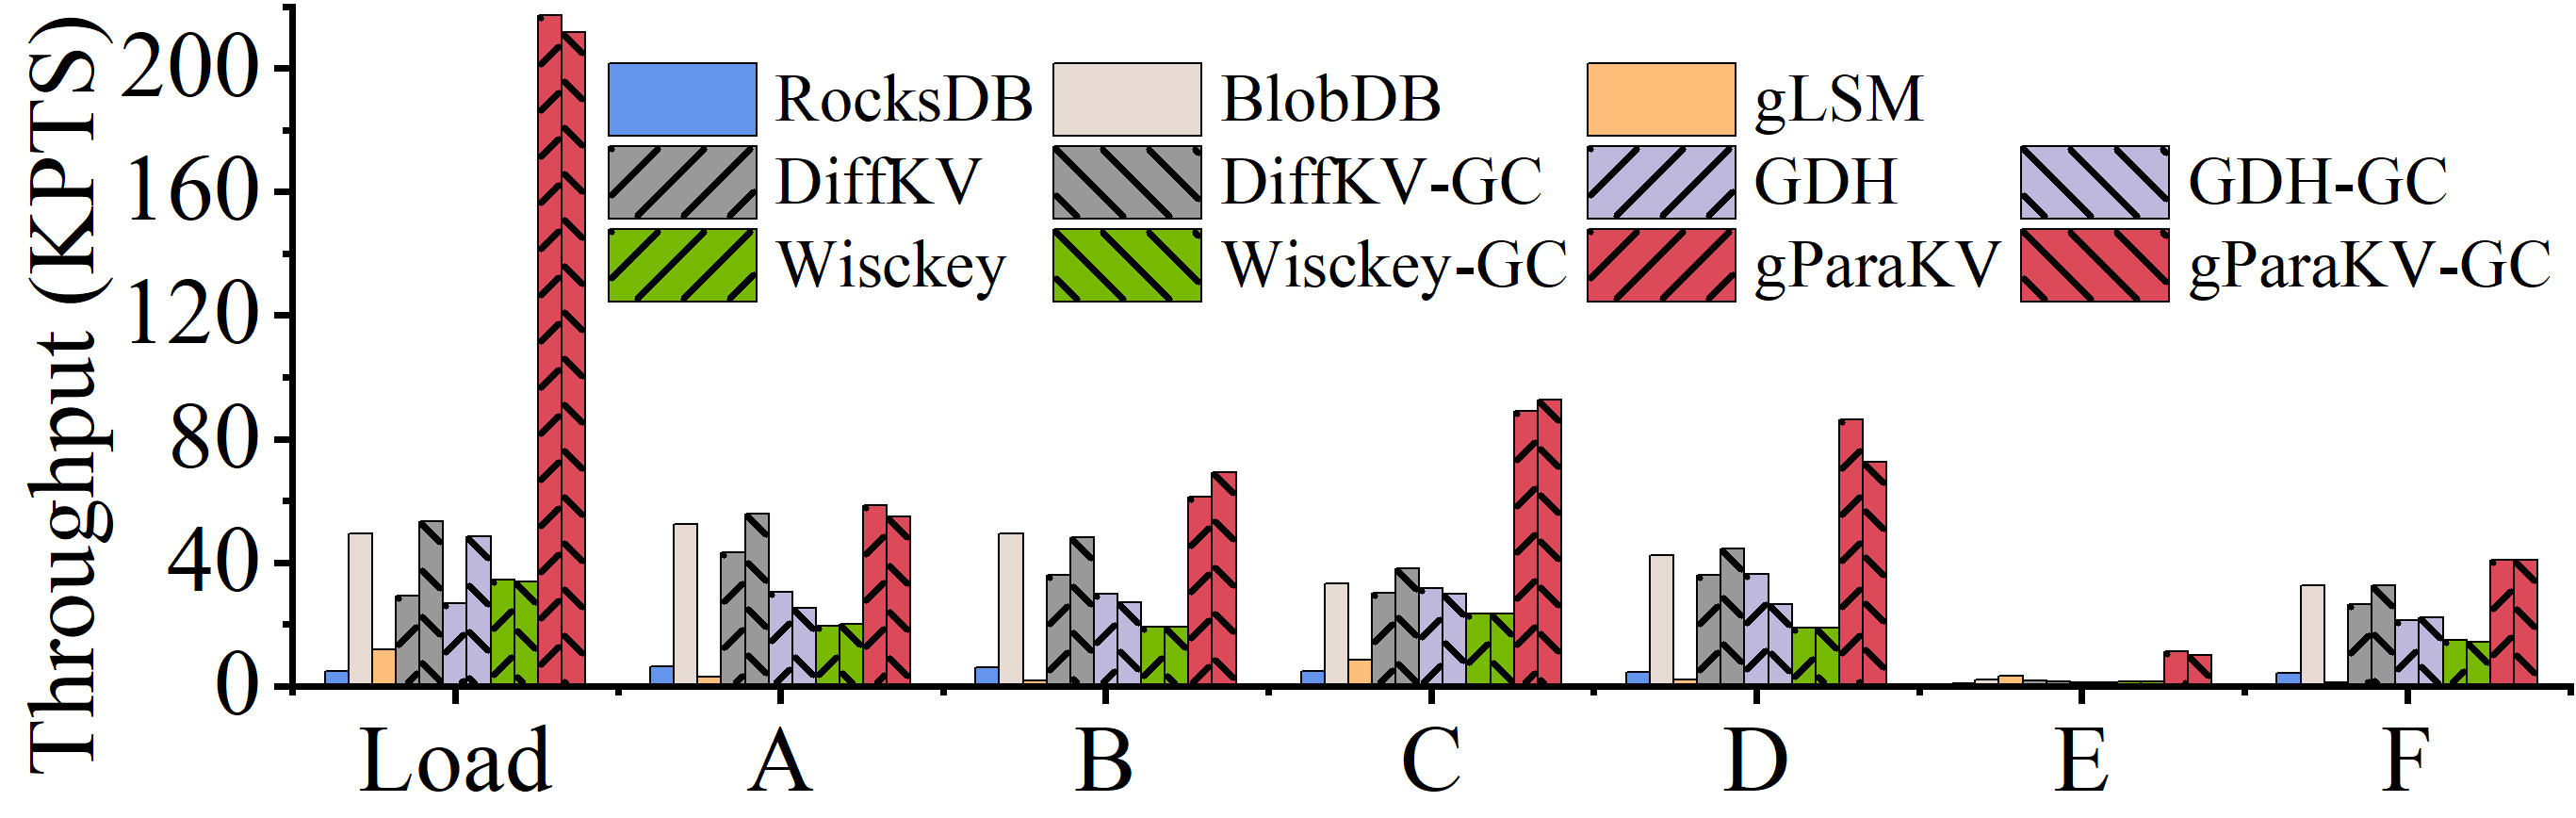 Throughput (KPTS)
200
160
120
80
40
0
RocksDB BlobDB gLSM
DiffKV DiffKV-GC GDH GDH-GC
Wisckey Wisckey-GC gParaKV gParaKV-GC
Load A B C D E F